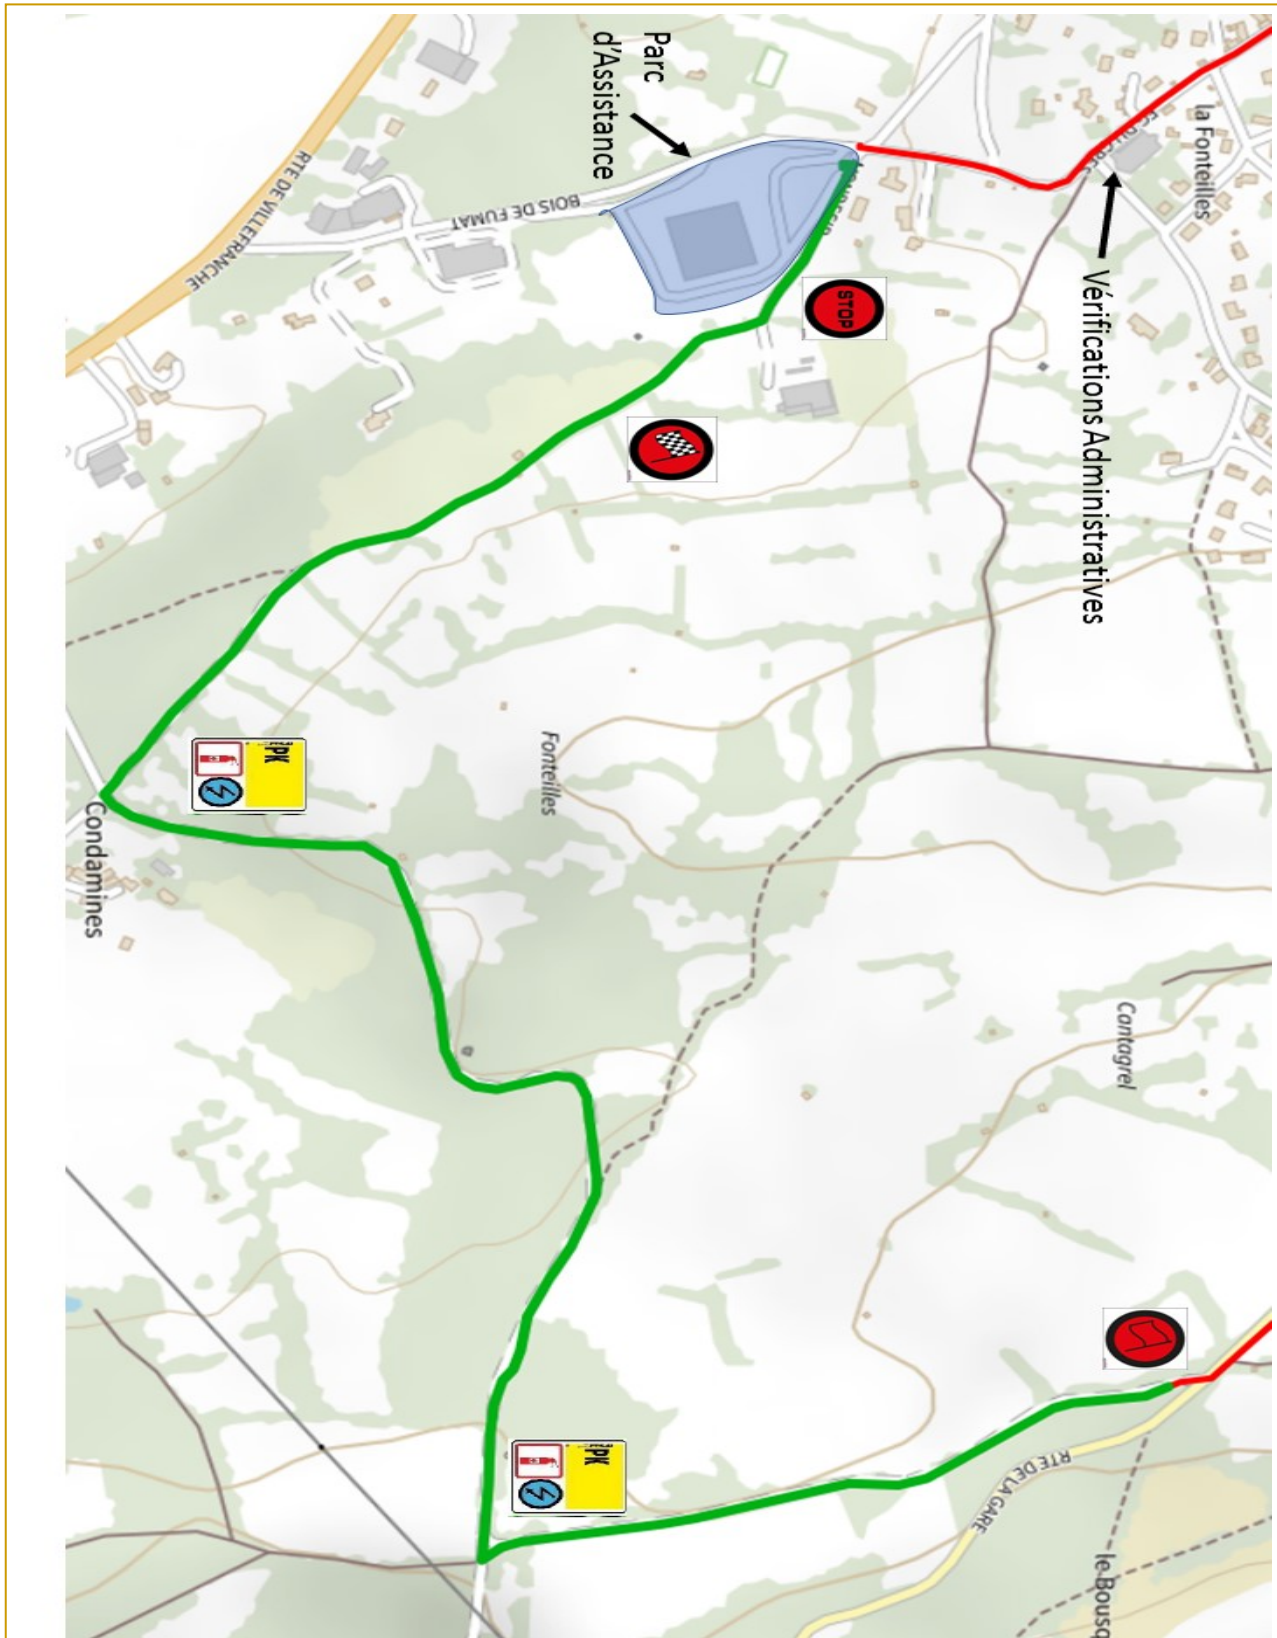 Parc
d'Assistance
la Fonteilles
RTE DE VILLEFRANCHE
BOIS DE FUMAT
STOP
Vérifications Administratives
Fonteilles
PK
Condamines
Cantagrel
PK
RTE DE LA GARE
le Bousq